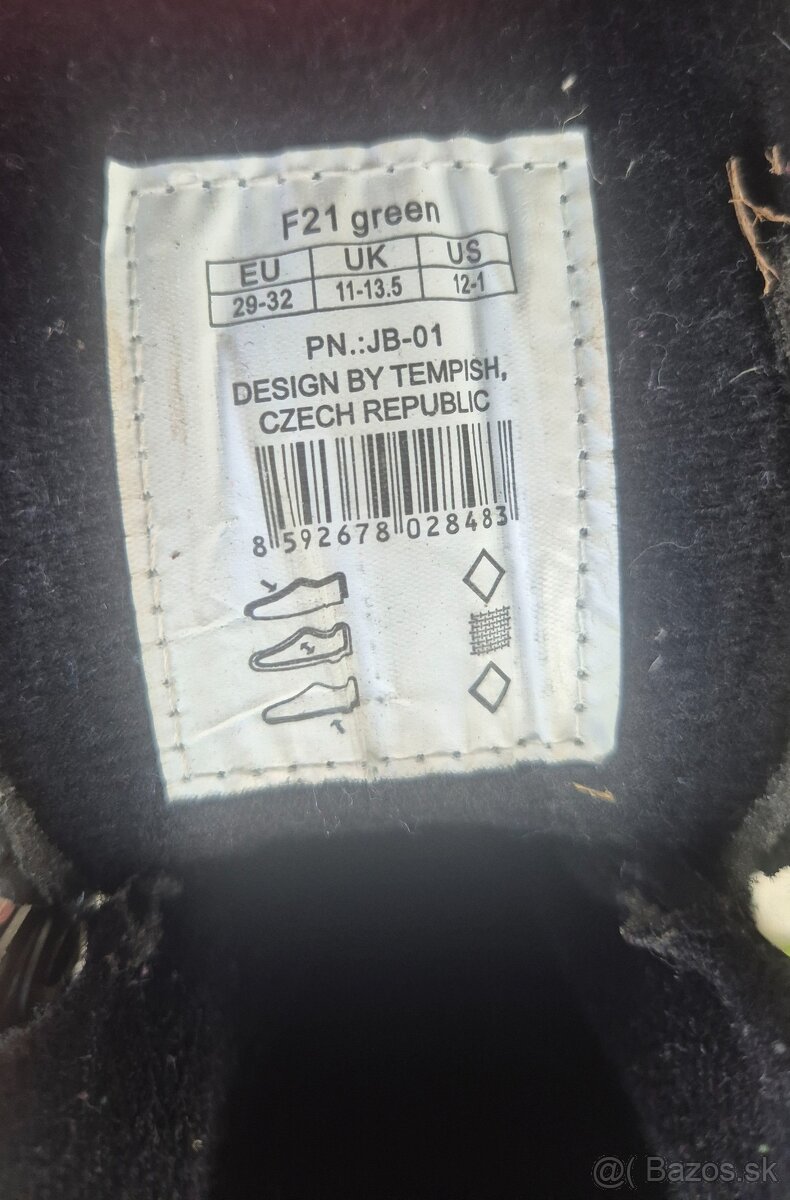 F21 green
EU UK US
29-32 11-13.5 12-1
PN.:JB-01
DESIGN BY TEMPISH,
CZECH REPUBLIC
8 592678 028483
@( Bazos.sk